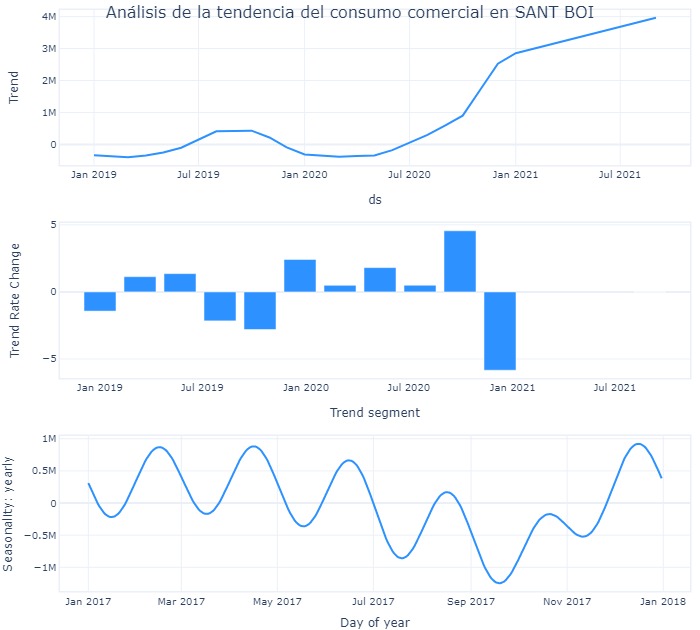 Análisis de la tendencia del consumo comercial en SANT BOI
4M
3M
2M
1M
0
Trend
Jan 2019 Jul 2019 Jan 2020 Jul 2020 Jan 2021 Jul 2021
ds
5
0
−5
Trend Rate Change
Jan 2019 Jul 2019 Jan 2020 Jul 2020 Jan 2021 Jul 2021
Trend segment
1M
0.5M
0
−0.5M
−1M
Seasonality: yearly
Jan 2017 Mar 2017 May 2017 Jul 2017 Sep 2017 Nov 2017 Jan 2018
Day of year